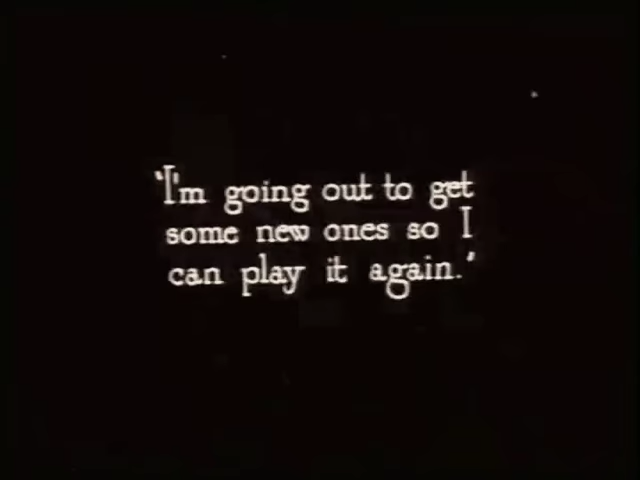 'I'm going out to get
some new ones so I
can play it again.'